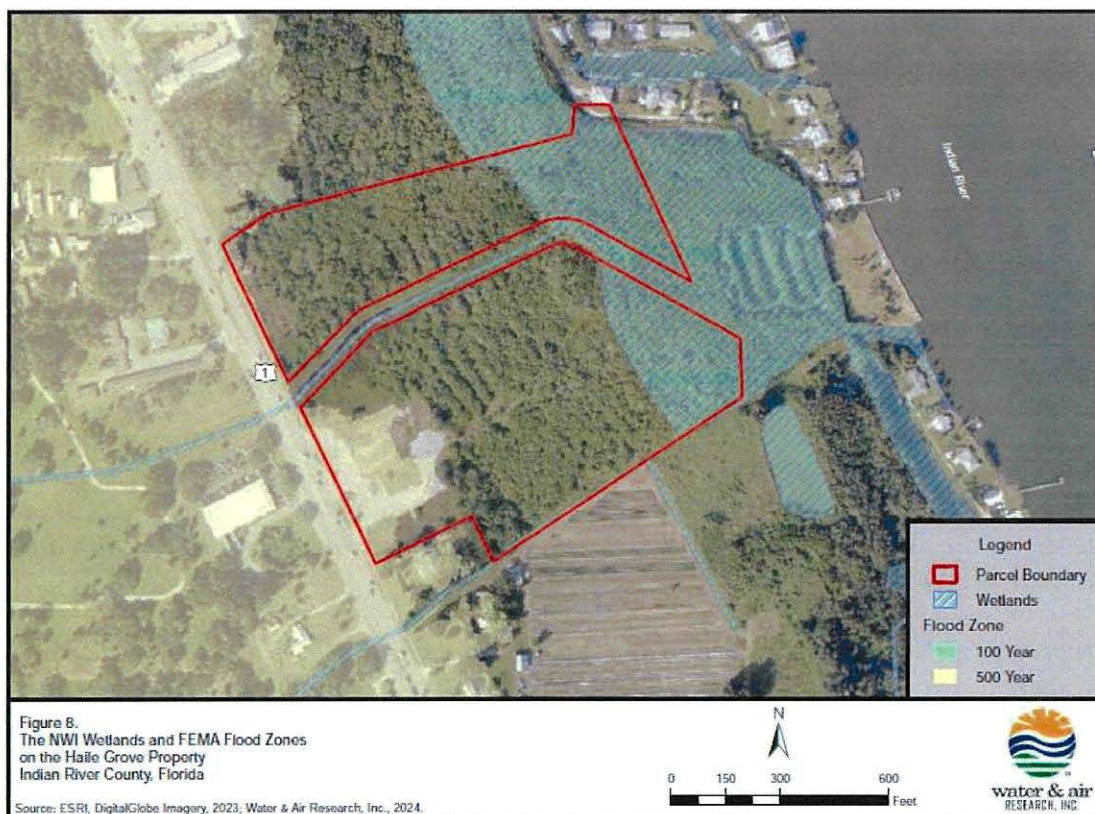 Indian River
1
Legend
Parcel Boundary
Wetlands
Flood Zone
100 Year
500 Year
Figure 8.
The NWI Wetlands and FEMA Flood Zones
on the Haile Grove Property
Indian River County, Florida
Source: ESRI, DigitalGlobe Imagery, 2023; Water & Air Research, Inc., 2024.
N
0 150 300 600
Feet
water & air
RESEARCH, INC.